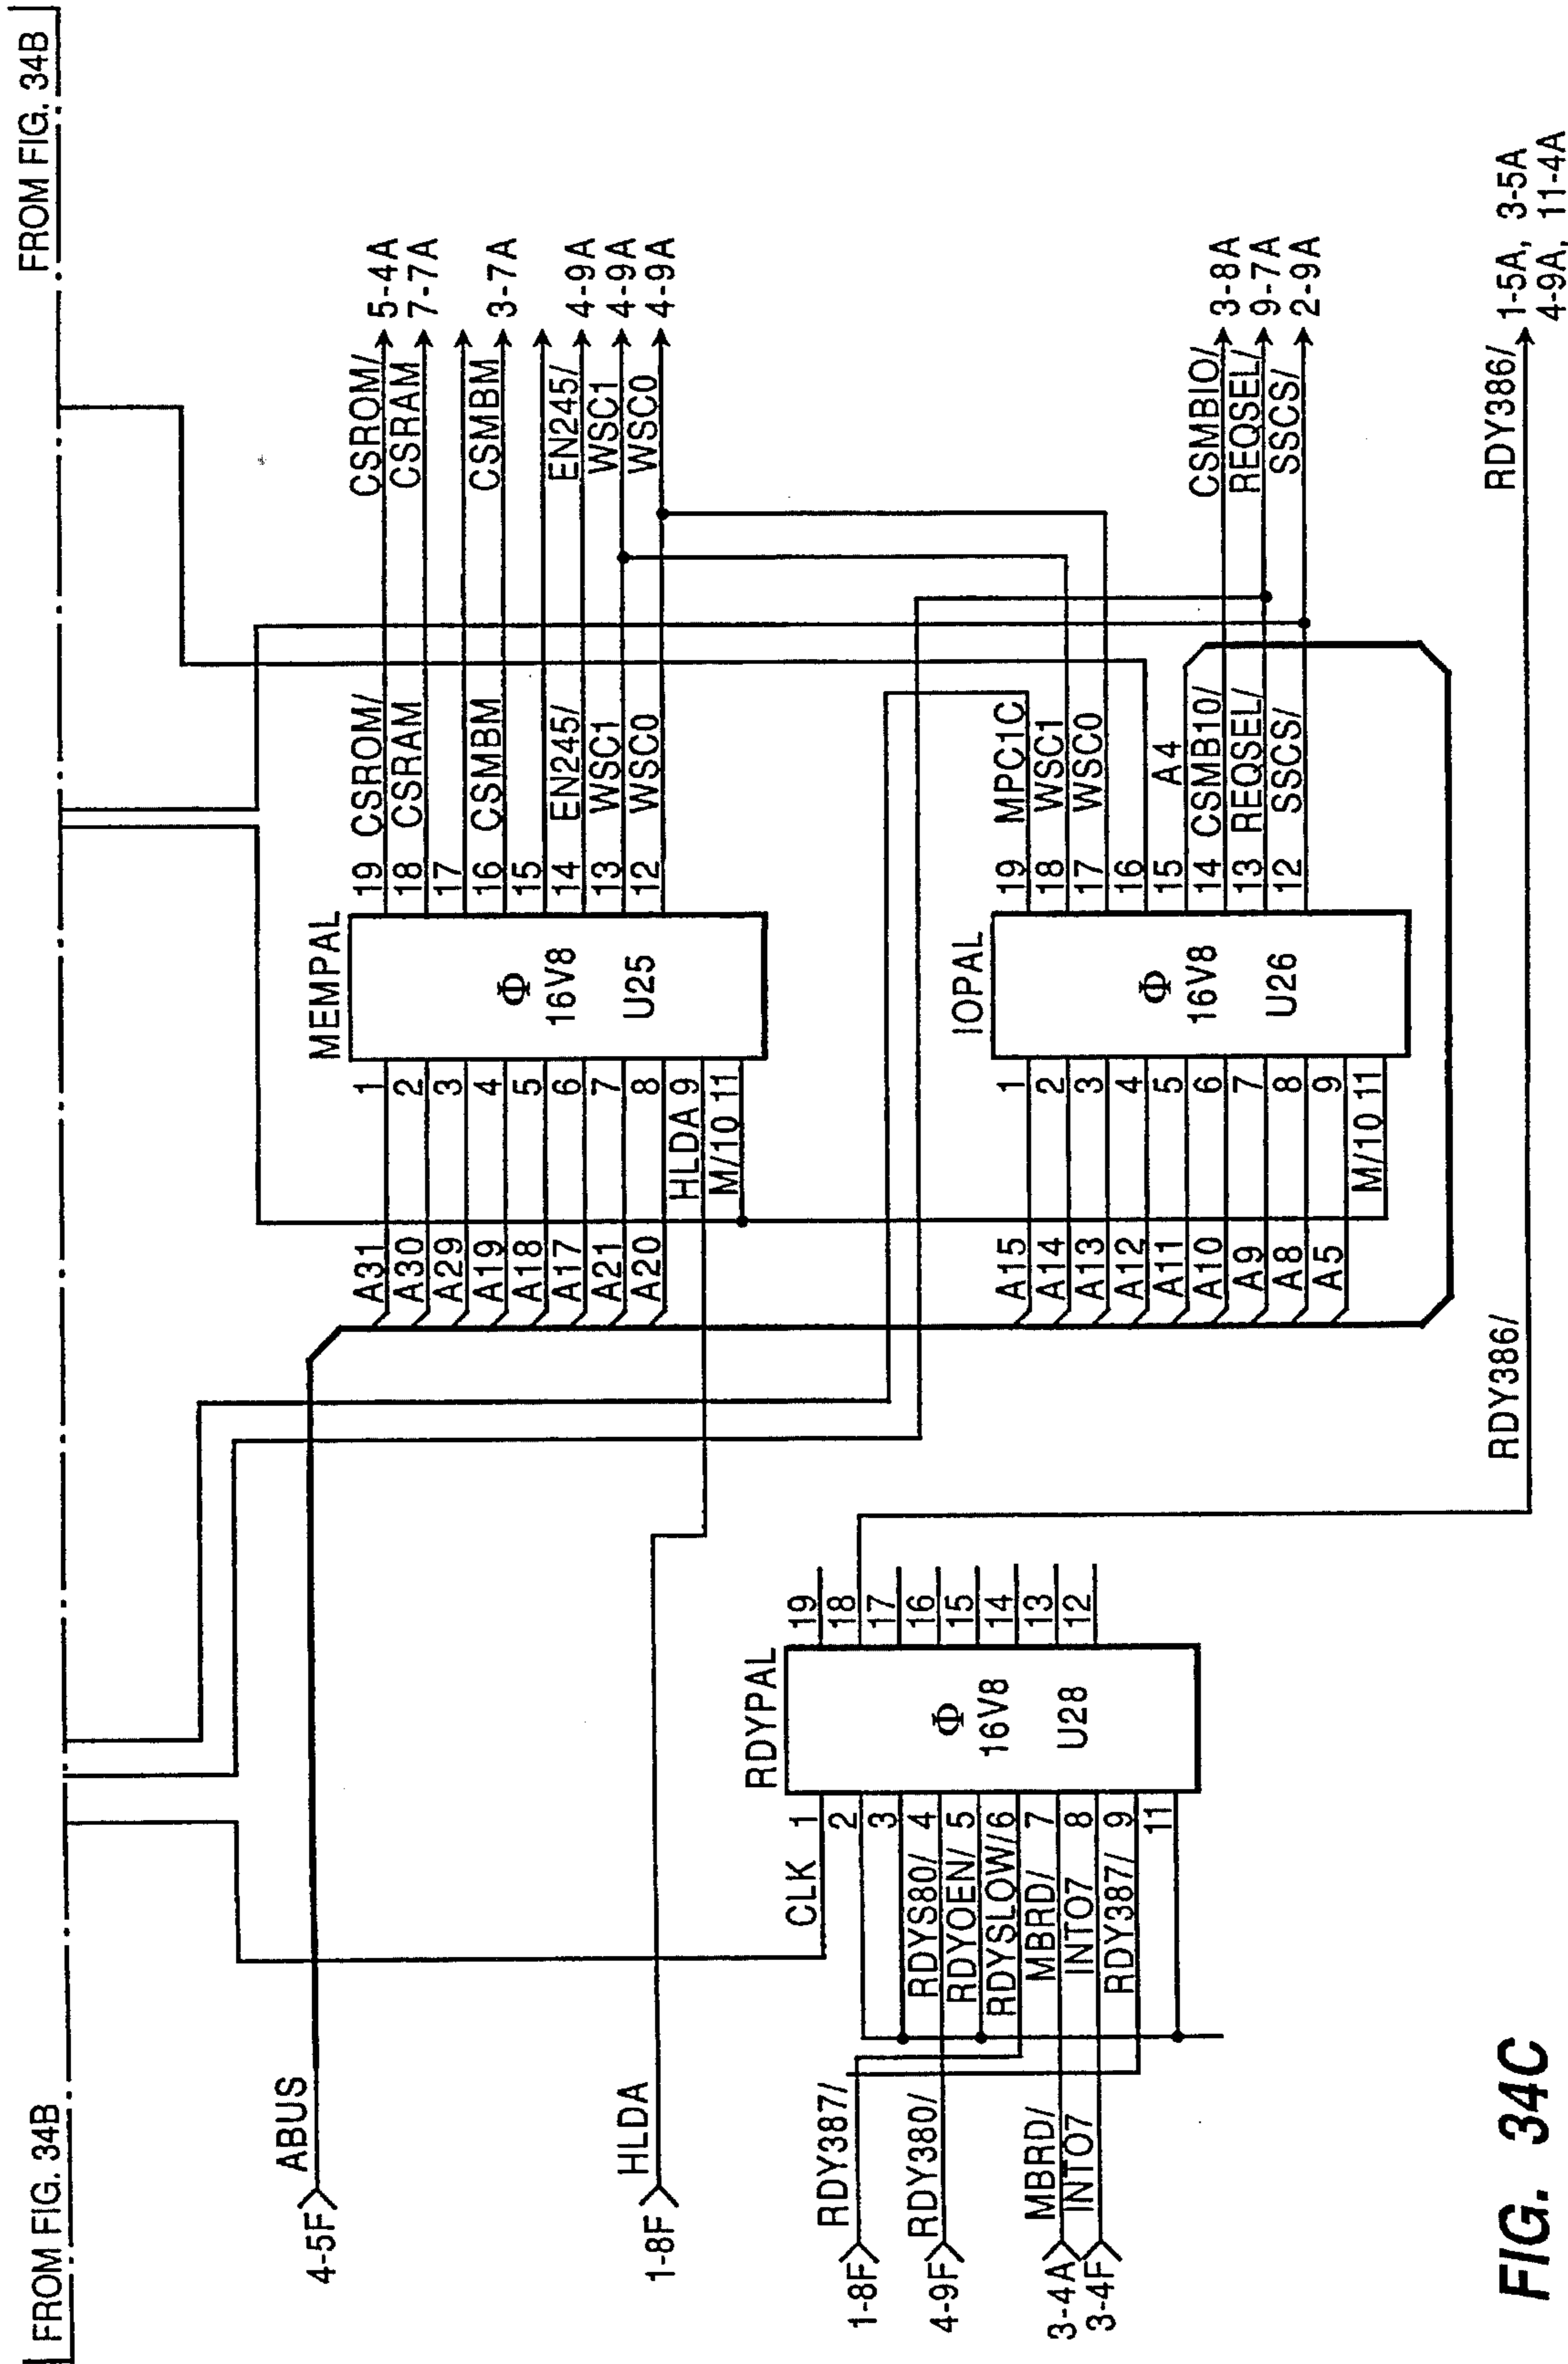 FROM FIG. 34B
FROM FIG. 34B
4-5F
ABUS
1-8F
HLDA
MEMPAL
Φ
16V8
U25
A31 1
A30 2
A29 3
A19 4
A18 5
A17 6
A21 7
A20 8
HLDA 9
M/10 11
19 CSROM/ CSROM/ 5-4A
18 CSRAM CSRAM 7-7A
17
16 CSMBM CSMBM 3-7A
15
14 EN245/ EN245/ 4-9A
13 WSC1 WSC1 4-9A
12 WSC0 WSC0 4-9A
IOPAL
Φ
16V8
U26
A15 1
A14 2
A13 3
A12 4
A11 5
A10 6
A9 7
A8 8
A5 9
M/10 11
19 MPC1C
18 WSC1
17 WSC0
16
15 A4
14 CSMB10/ CSMBIO/ 3-8A
13 REQSEL/ REQSEL/ 9-7A
12 SSCS/ SSCS/ 2-9A
RDYPAL
Φ
16V8
U28
CLK 1
2
3
RDYS80/ 4
RDYOEN/ 5
RDYSLOW/ 6
MBRD/ 7
INTO7 8
RDY387/ 9
11
19
18
17
16
15
14
13
12
1-8F RDY387/
4-9F RDY380/
3-4A MBRD/
3-4F INTO7
RDY386/ RDY386/ 1-5A, 3-5A
4-9A, 11-4A
FIG. 34C